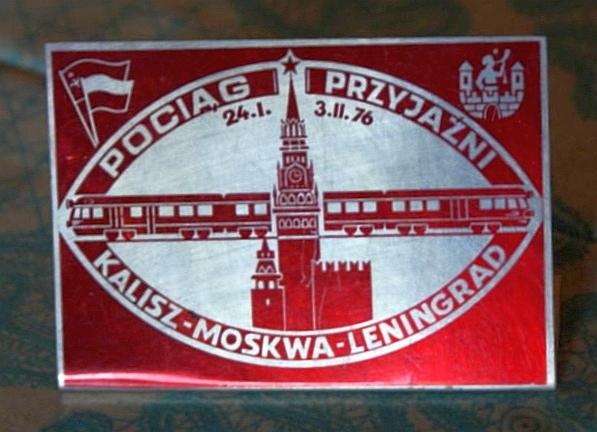 POCIĄG PRZYJAŹNI
24.I. 3.II.76
KALISZ-MOSKWA-LENINGRAD